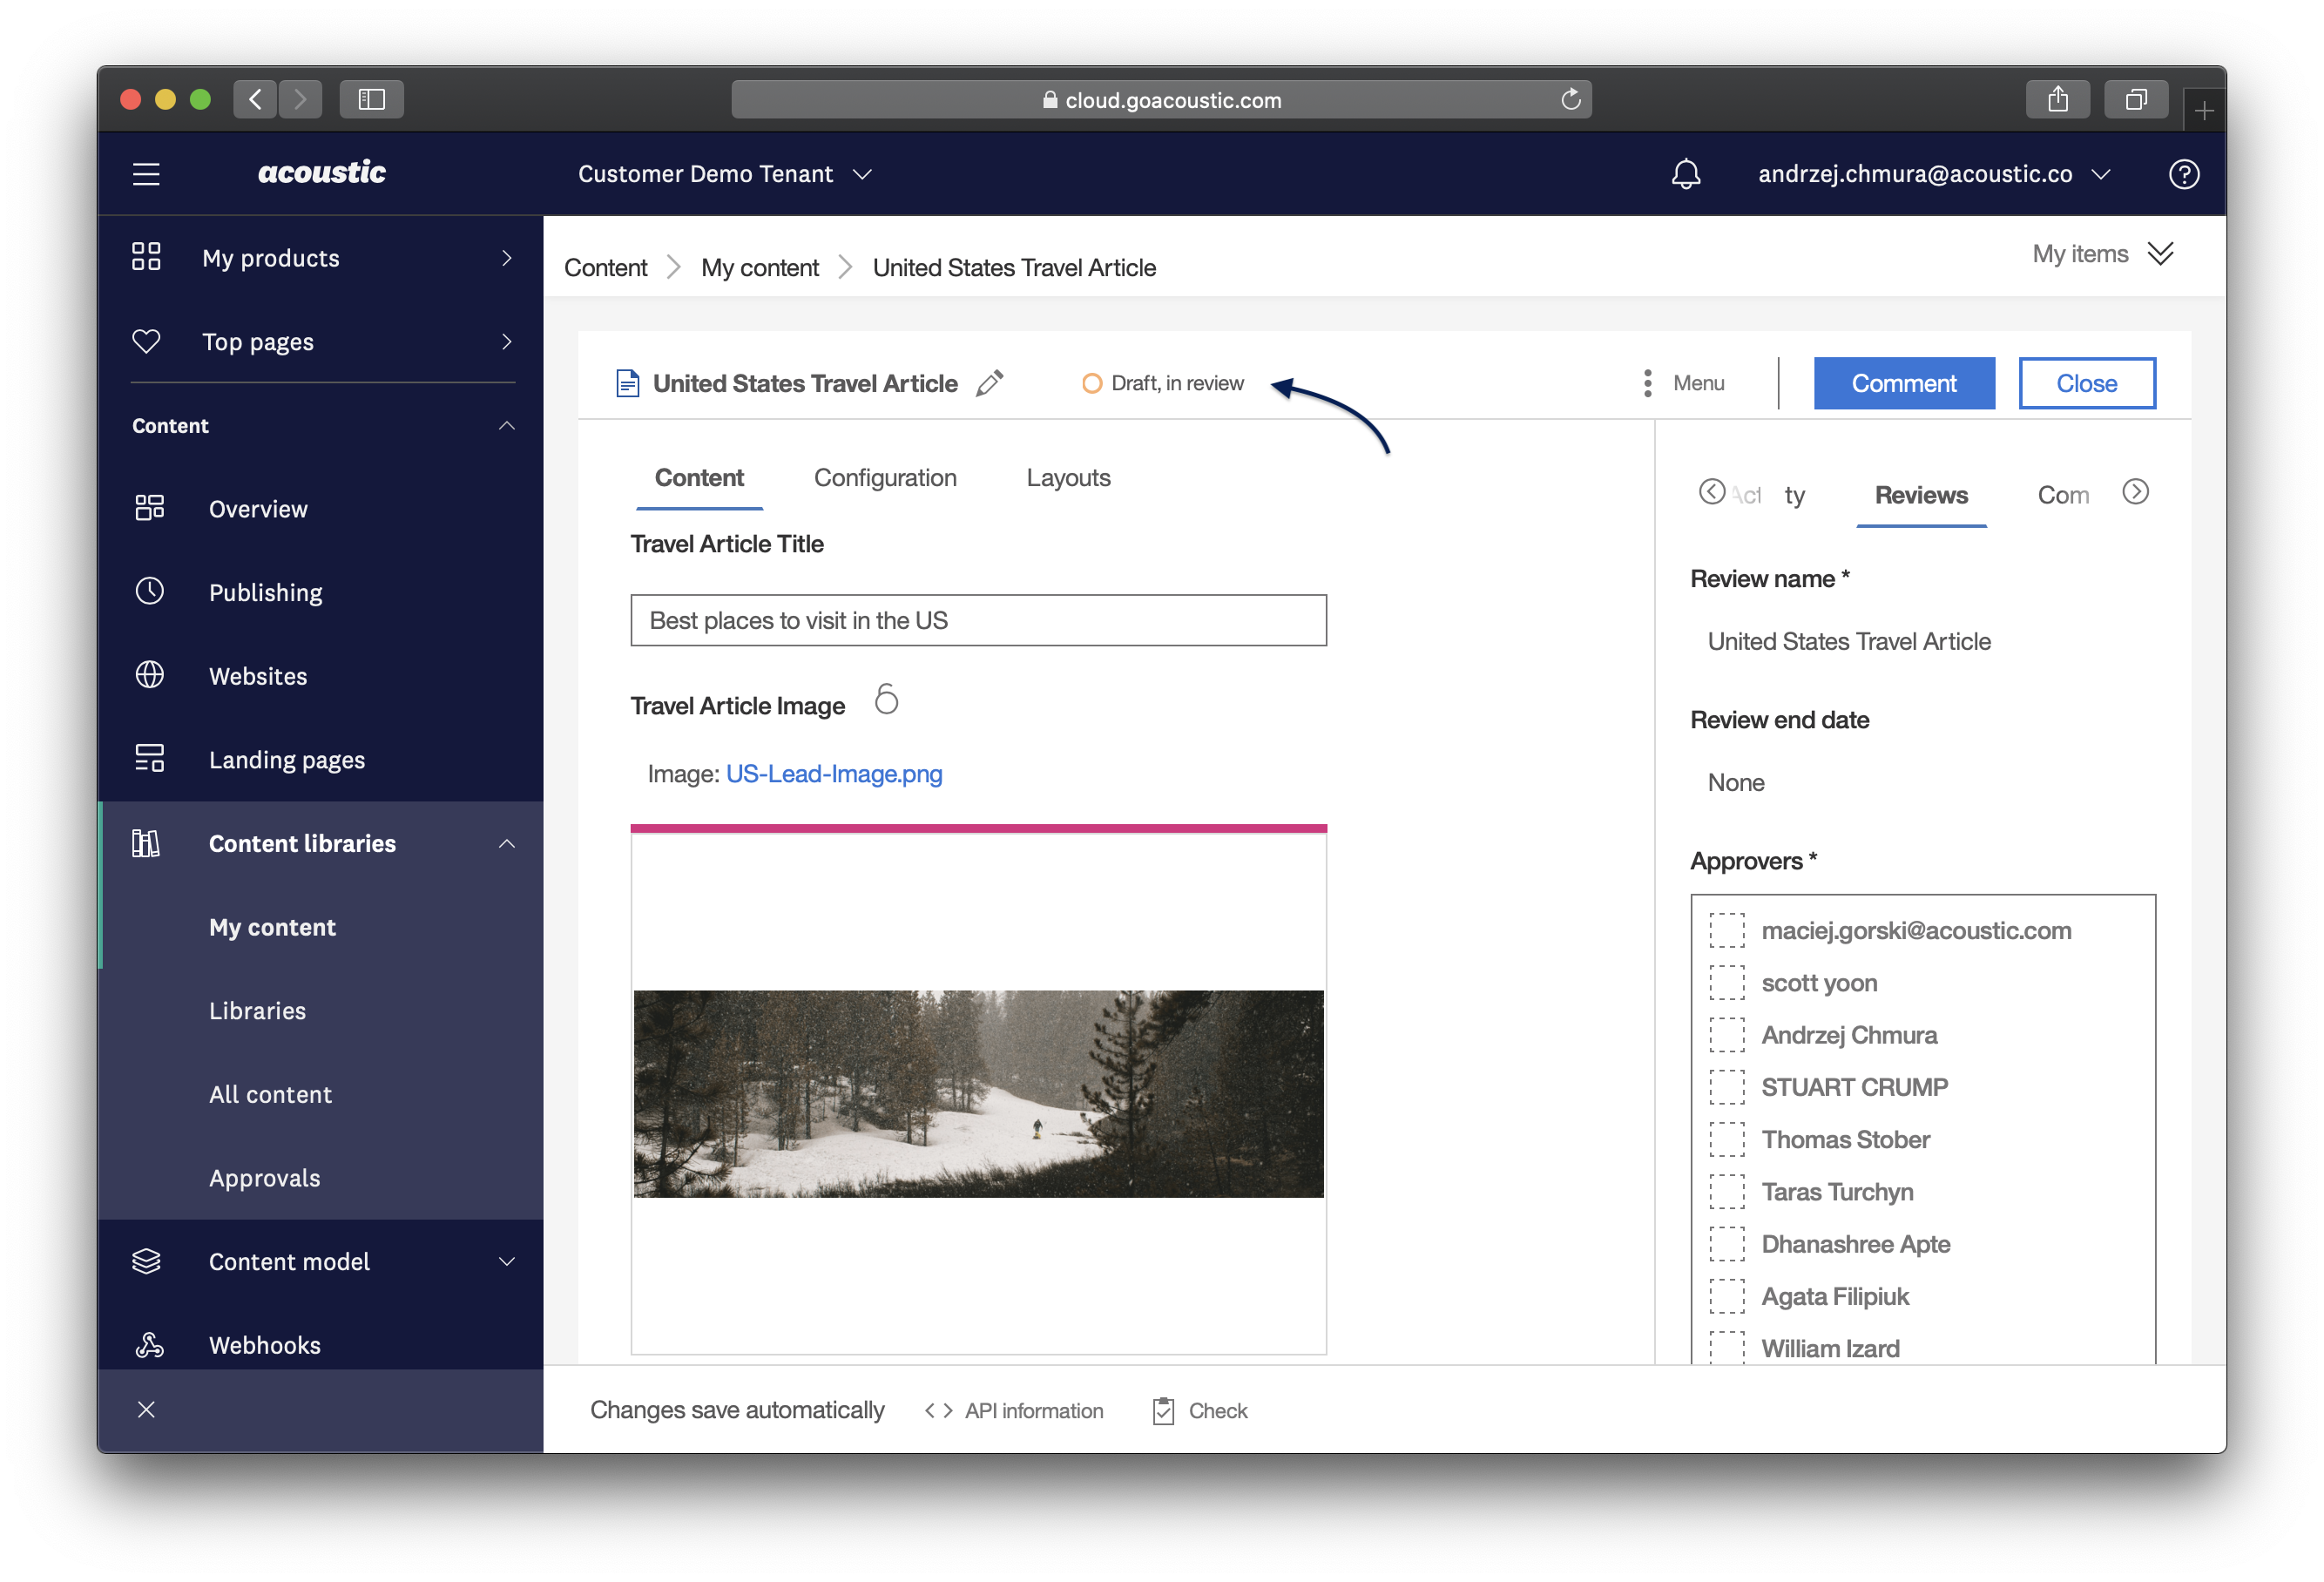 cloud.goacoustic.com
acoustic
Customer Demo Tenant
andrzej.chmura@acoustic.co
My products
Top pages
Content
Overview
Publishing
Websites
Landing pages
Content libraries
My content
Libraries
All content
Approvals
Content model
Webhooks
Content
My content
United States Travel Article
My items
United States Travel Article
Draft, in review
Menu
Comment
Close
Content
Configuration
Layouts
Travel Article Title
Best places to visit in the US
Travel Article Image
Image: US-Lead-Image.png
Act ty
Reviews
Com
Review name *
United States Travel Article
Review end date
None
Approvers *
maciej.gorski@acoustic.com
scott yoon
Andrzej Chmura
STUART CRUMP
Thomas Stober
Taras Turchyn
Dhanashree Apte
Agata Filipiuk
William Izard
Changes save automatically
API information
Check